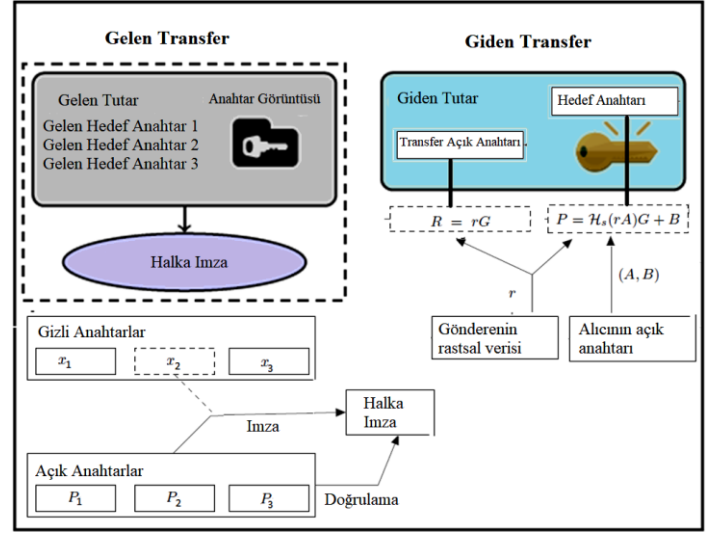 Gelen Transfer
Gelen Tutar
Anahtar Görüntüsü
Gelen Hedef Anahtar 1
Gelen Hedef Anahtar 2
Gelen Hedef Anahtar 3
Halka Imza
Giden Transfer
Giden Tutar
Hedef Anahtarı
Transfer Açık Anahtarı
R = rG
P = ℋₛ(rA)G + B
r
(A, B)
Gönderenin
rastsal verisi
Alıcının açık
anahtarı
Gizli Anahtarlar
x₁
x₂
x₃
Imza
Halka
Imza
Açık Anahtarlar
P₁
P₂
P₃
Doğrulama